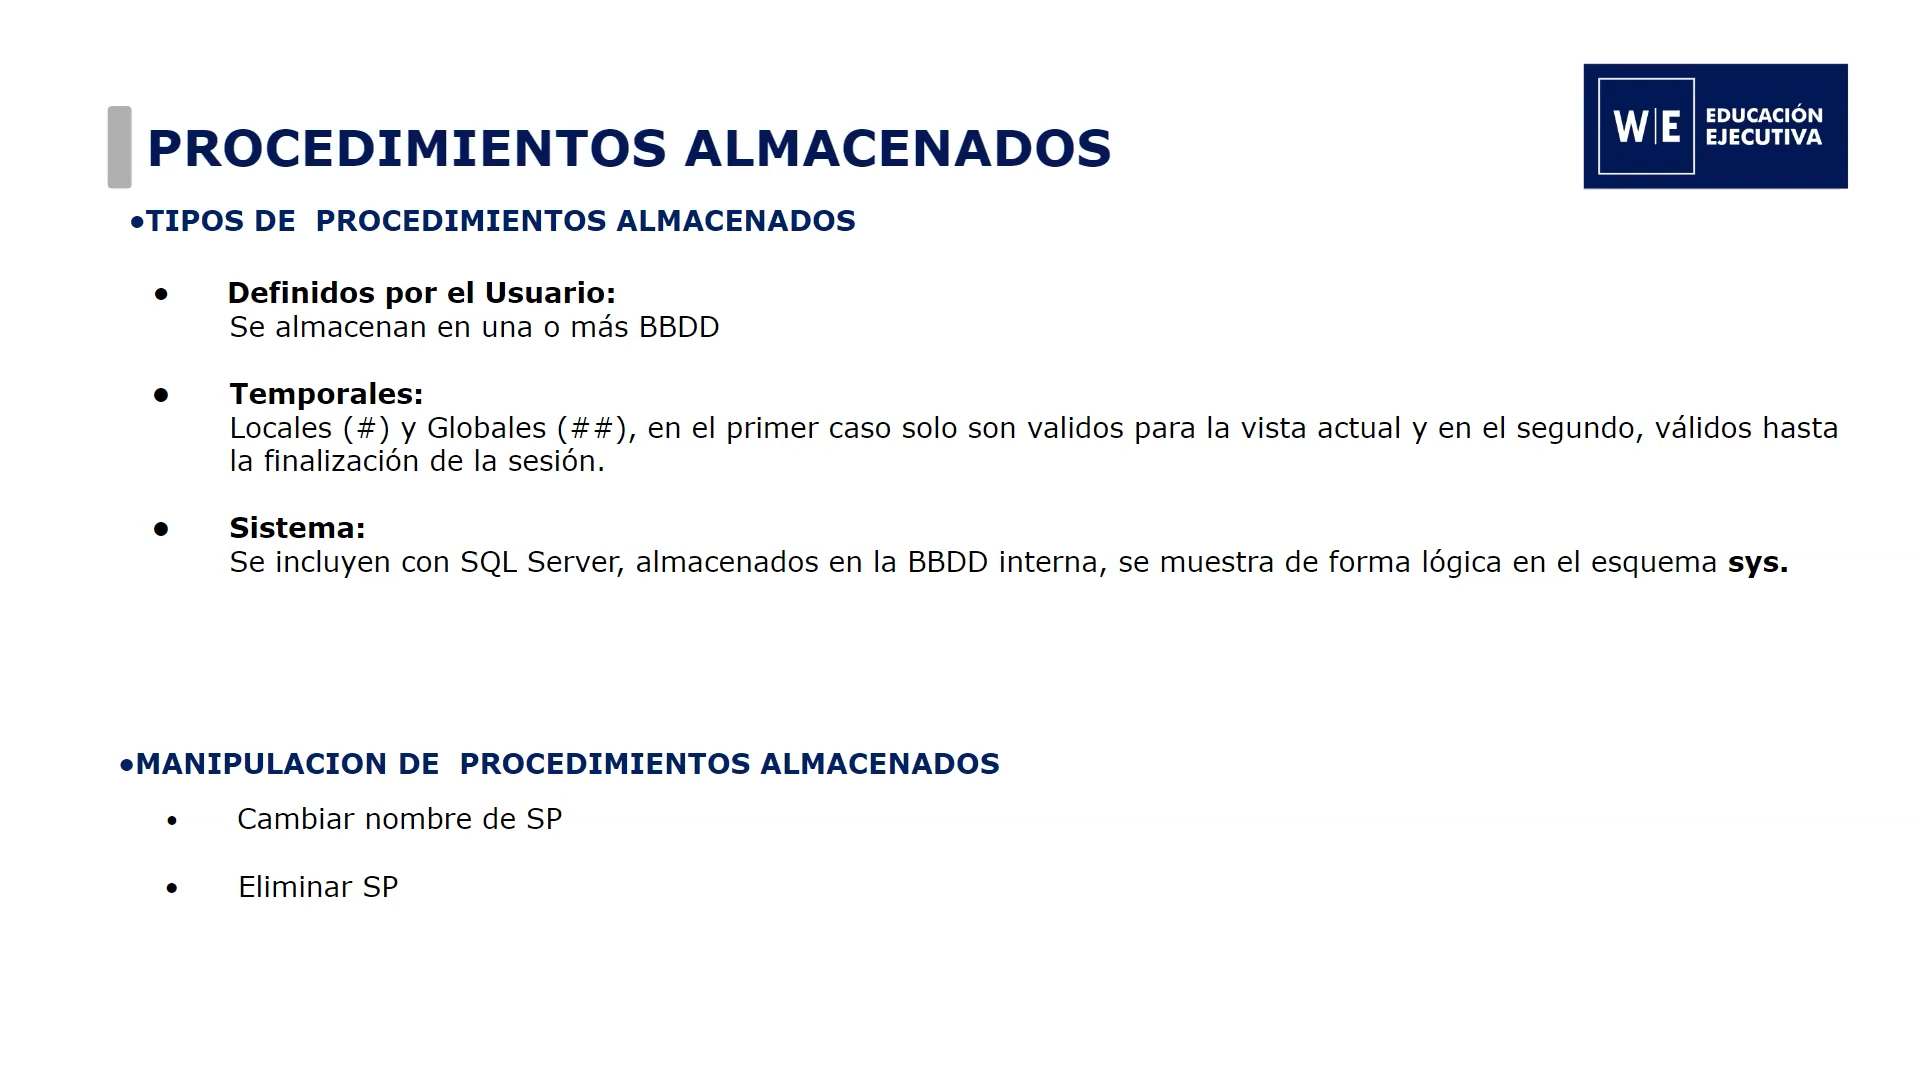 W|E EDUCACIÓN
EJECUTIVA
PROCEDIMIENTOS ALMACENADOS
•TIPOS DE  PROCEDIMIENTOS ALMACENADOS
● Definidos por el Usuario:
Se almacenan en una o más BBDD
● Temporales:
Locales (#) y Globales (##), en el primer caso solo son validos para la vista actual y en el segundo, válidos hasta
la finalización de la sesión.
● Sistema:
Se incluyen con SQL Server, almacenados en la BBDD interna, se muestra de forma lógica en el esquema sys.
•MANIPULACION DE  PROCEDIMIENTOS ALMACENADOS
• Cambiar nombre de SP
• Eliminar SP